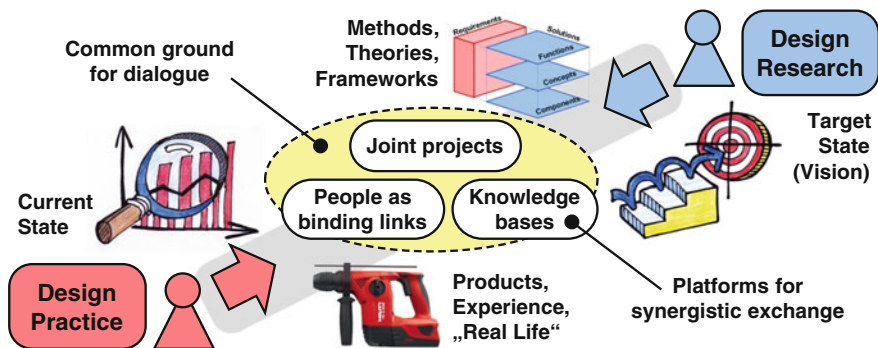 Common ground
for dialogue
Methods,
Theories,
Frameworks
Requirements
Solutions
Functions
Concepts
Components
Design
Research
Joint projects
People as
binding links
Knowledge
bases
Current
State
Target
State
(Vision)
Design
Practice
Products,
Experience,
„Real Life“
Platforms for
synergistic exchange